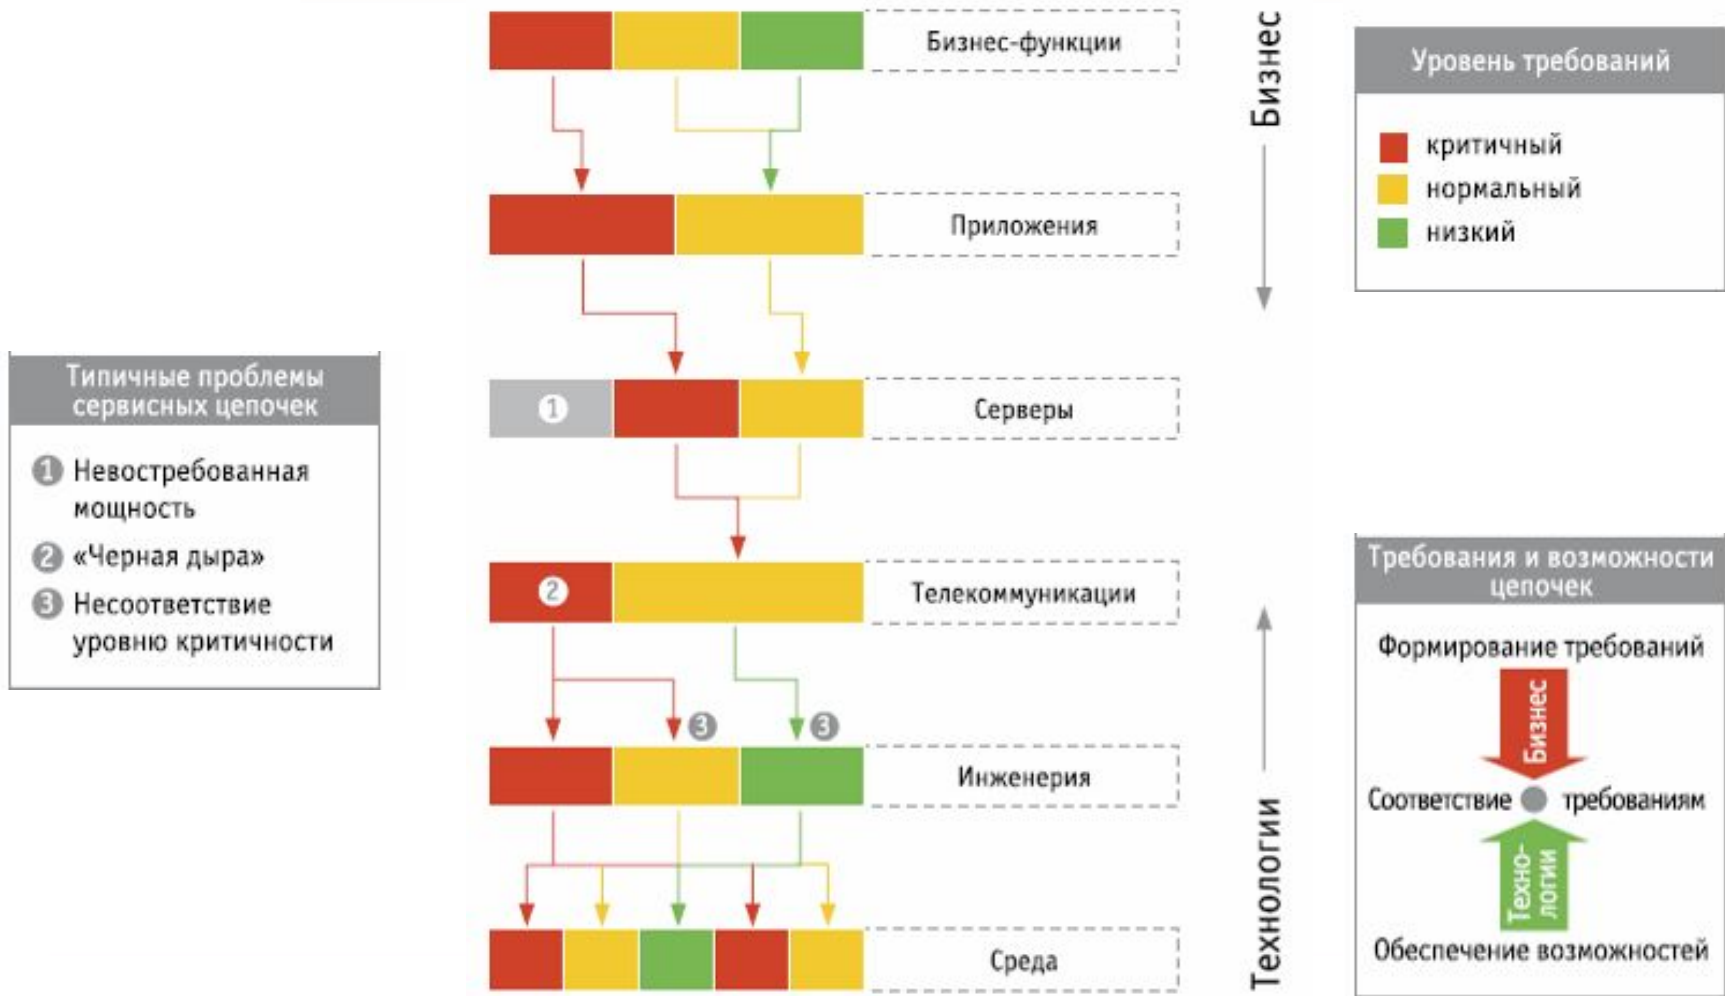 Бизнес-функции
Бизнес
Уровень требований
критичный
нормальный
низкий
Приложения
Типичные проблемы
сервисных цепочек
1 Невостребованная
мощность
2 «Черная дыра»
3 Несоответствие
уровню критичности
1
Серверы
2
Телекоммуникации
3
3
Инженерия
Среда
Технологии
Требования и возможности
цепочек
Формирование требований
Бизнес
Соответствие требованиям
Техно-
логии
Обеспечение возможностей